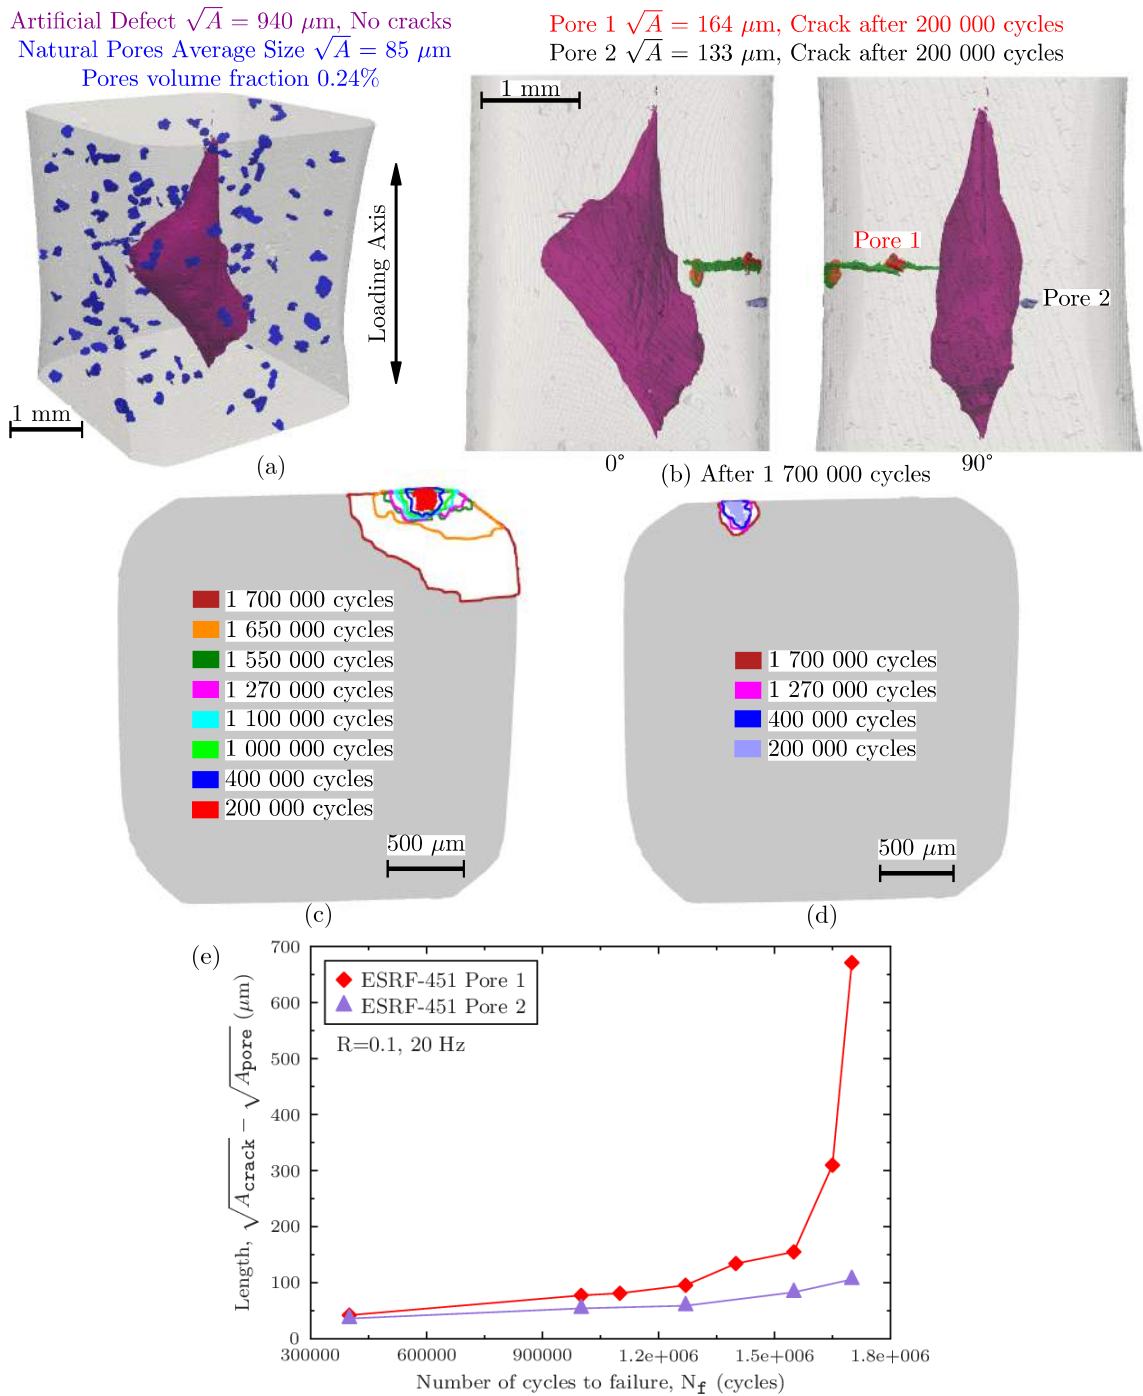 Artificial Defect √A = 940 μm, No cracks
Natural Pores Average Size √A = 85 μm
Pores volume fraction 0.24%
Pore 1 √A = 164 μm, Crack after 200 000 cycles
Pore 2 √A = 133 μm, Crack after 200 000 cycles
Loading Axis
1 mm
(a)
1 mm
Pore 1
Pore 2
0°
90°
(b) After 1 700 000 cycles
1 700 000 cycles
1 650 000 cycles
1 550 000 cycles
1 270 000 cycles
1 100 000 cycles
1 000 000 cycles
400 000 cycles
200 000 cycles
500 μm
(c)
1 700 000 cycles
1 270 000 cycles
400 000 cycles
200 000 cycles
500 μm
(d)
(e)
Length, √Acrack − √Apore (μm)
700
600
500
400
300
200
100
0
ESRF-451 Pore 1
ESRF-451 Pore 2
R=0.1, 20 Hz
300000 600000 900000 1.2e+006 1.5e+006 1.8e+006
Number of cycles to failure, Nf (cycles)